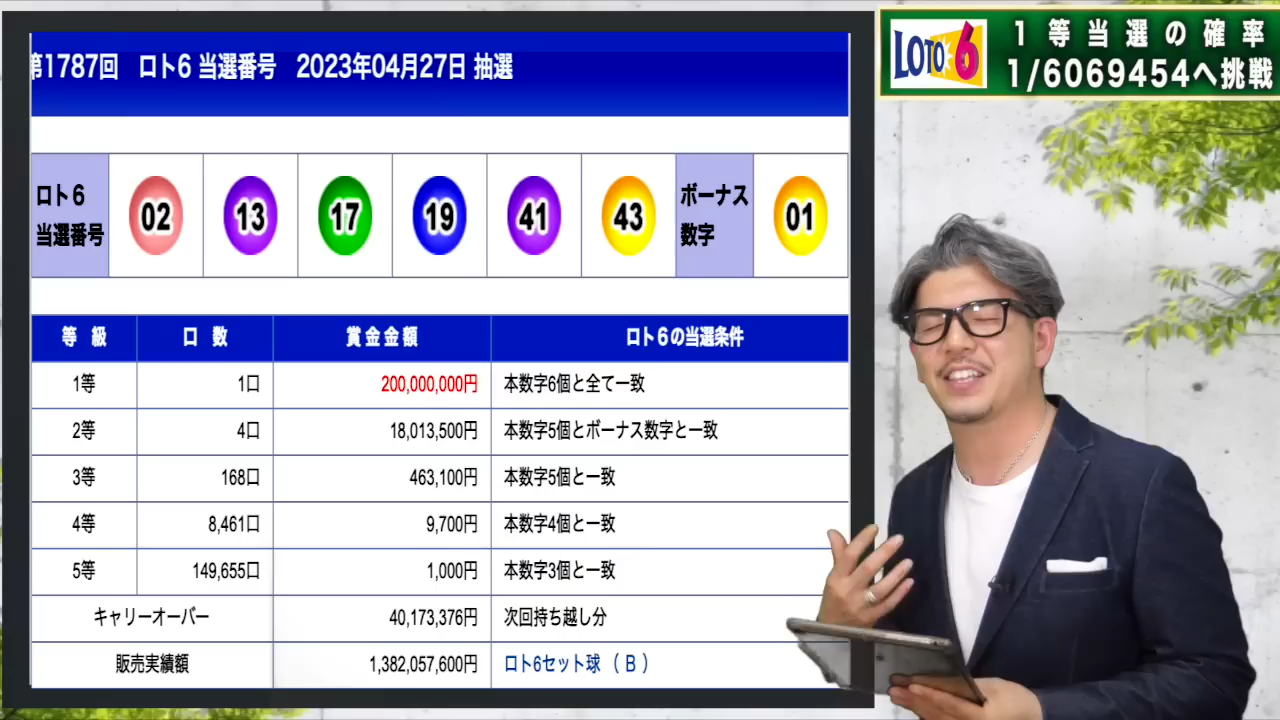 第1787回 ロト6 当選番号 2023年04月27日 抽選
LOTO 6
1等当選の確率
1/6069454へ挑戦
ロト6
当選番号
02 13 17 19 41 43
ボーナス
数字
01
等級 口数 賞金金額 ロト6の当選条件
1等 1口 200,000,000円 本数字6個と全て一致
2等 4口 18,013,500円 本数字5個とボーナス数字と一致
3等 168口 463,100円 本数字5個と一致
4等 8,461口 9,700円 本数字4個と一致
5等 149,655口 1,000円 本数字3個と一致
キャリーオーバー 40,173,376円 次回持ち越し分
販売実績額 1,382,057,600円 ロト6セット球 ( B )